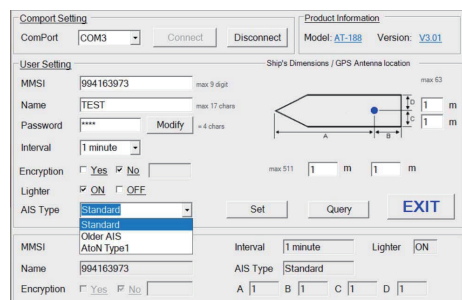 Comport Setting
Product Information
ComPort COM3 Connect Disconnect Model: AT-188 Version: V3.01
User Setting Ship's Dimensions / GPS Antenna location
MMSI 994163973 max 9 digit max 63
Name TEST max 17 chars D 1 m
Password **** Modify = 4 chars C 1 m
A B
Interval 1 minute
Encryption Yes No max 511 1 m 1 m
Lighter ON OFF
AIS Type Standard Set Query EXIT
Standard
Older AIS
AtoN Type1
MMSI Interval 1 minute Lighter ON
Name 994163973 AIS Type Standard
Encryption Yes No A 1 B 1 C 1 D 1